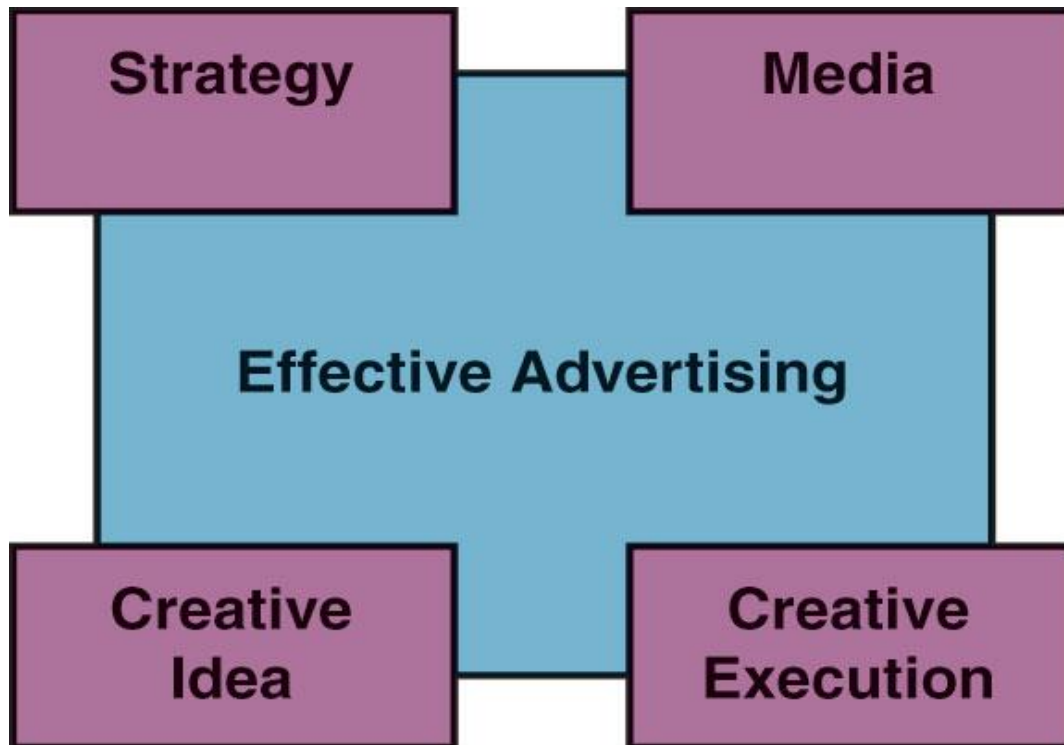 Strategy
Media
Effective Advertising
Creative
Idea
Creative
Execution